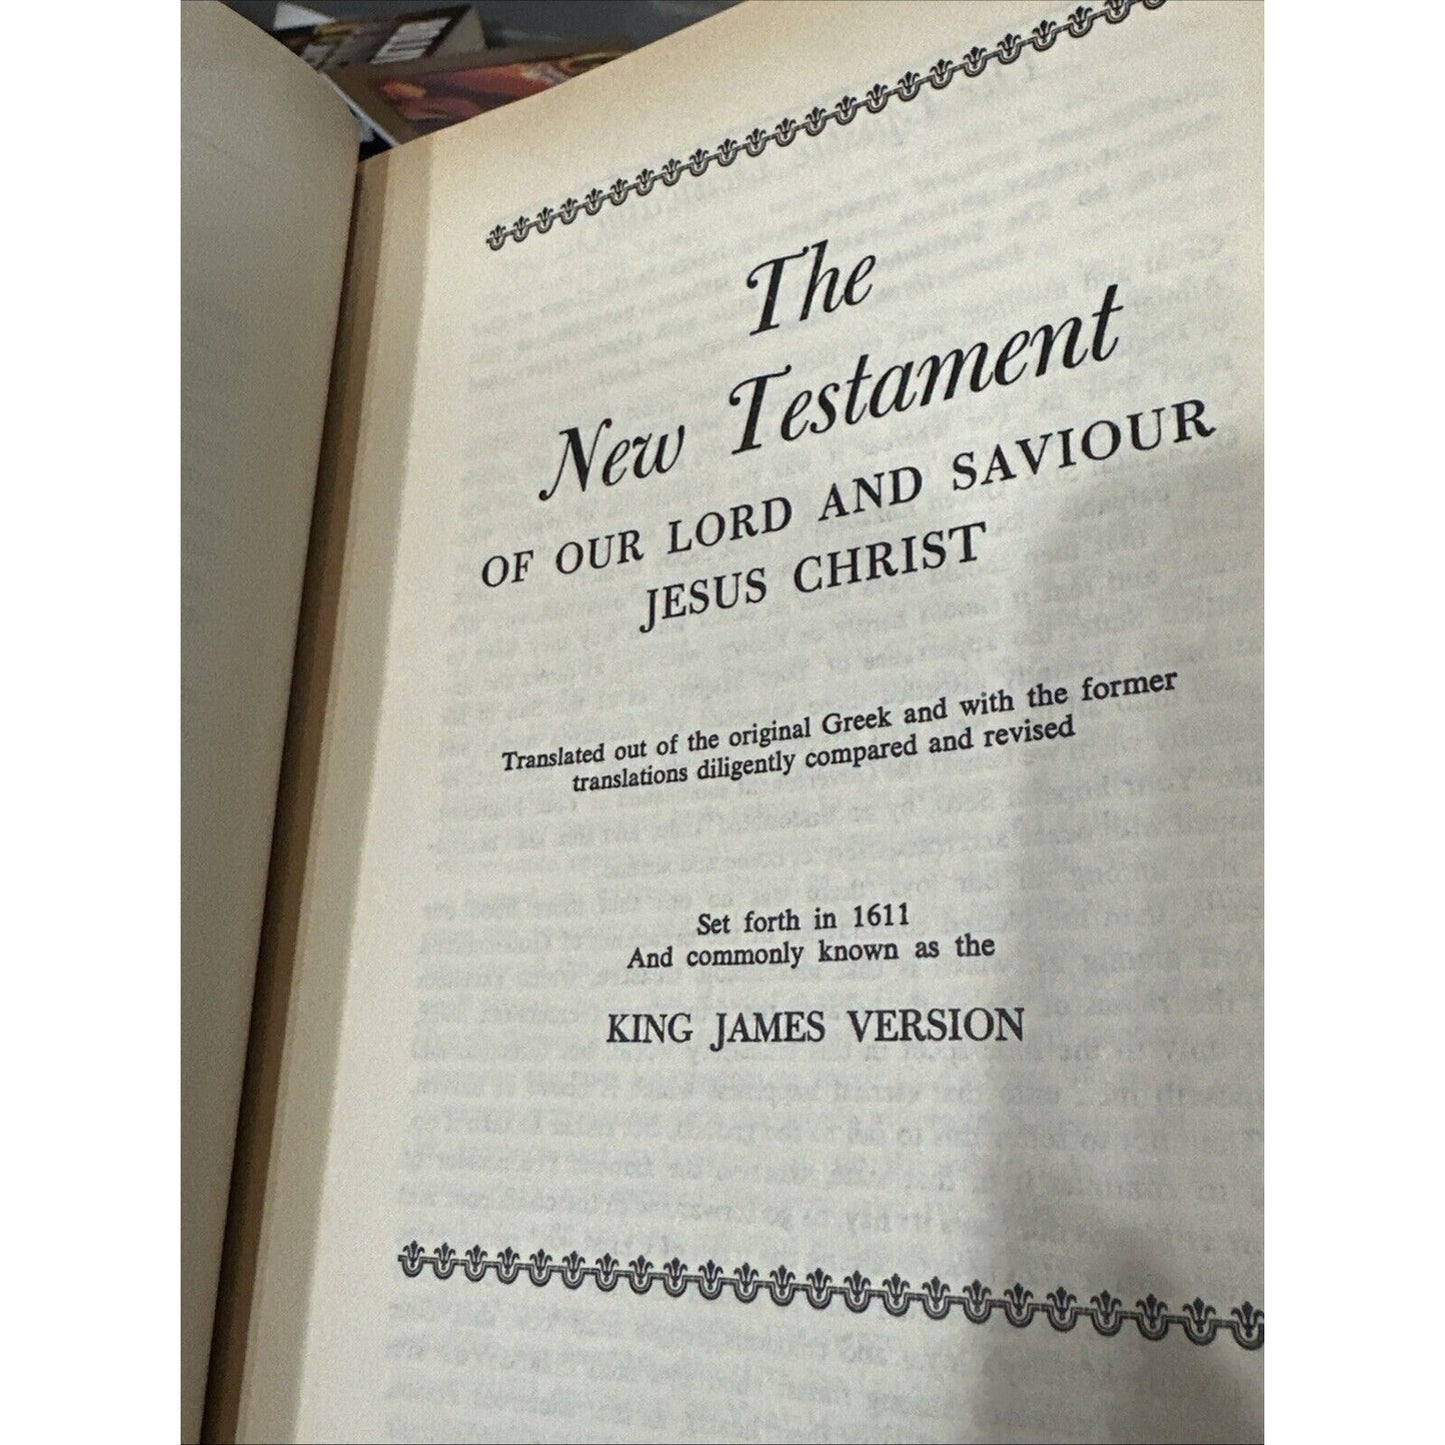 The
New Testament
OF OUR LORD AND SAVIOUR
JESUS CHRIST
Translated out of the original Greek and with the former
translations diligently compared and revised
Set forth in 1611
And commonly known as the
KING JAMES VERSION